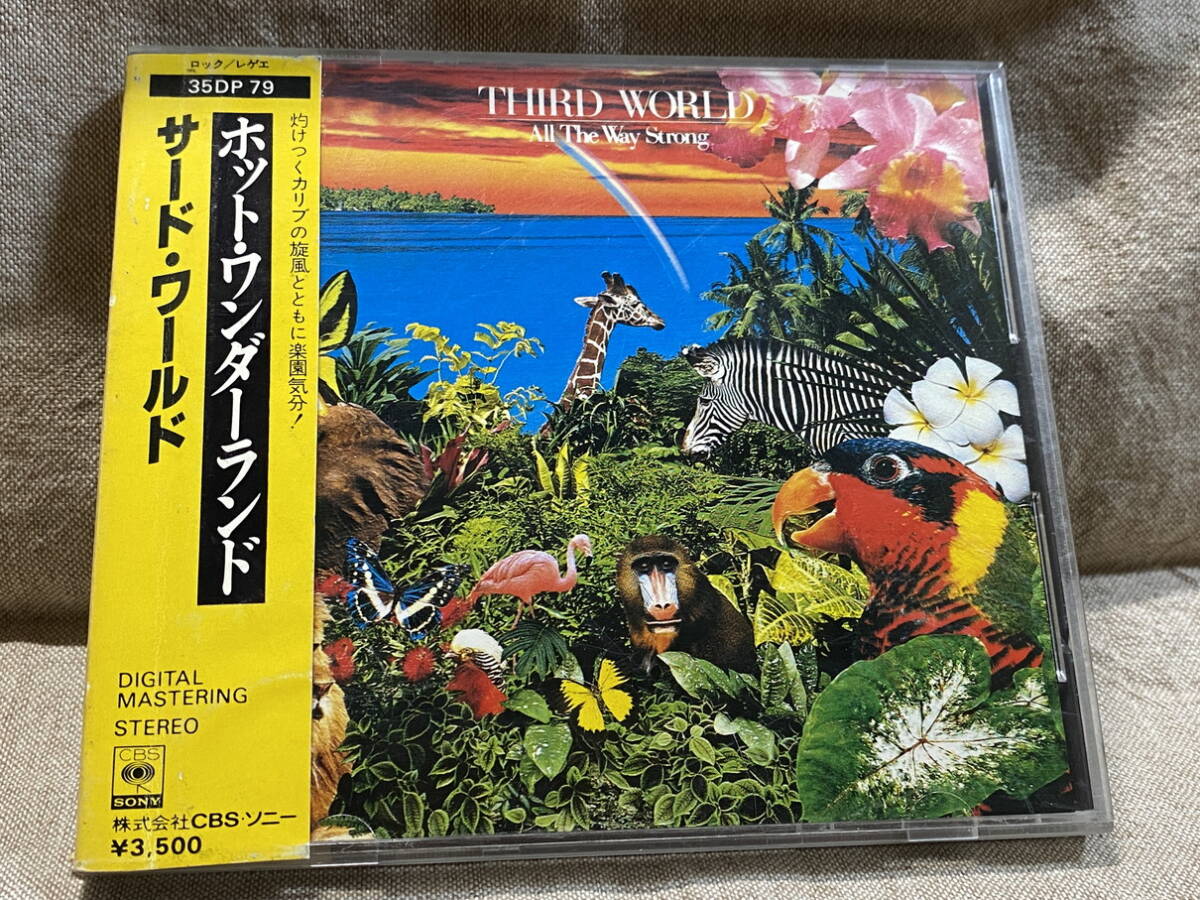 ロック／レゲエ
35DP 79
ホット・ワンダーランド
サード・ワールド
灼けつくカリブの旋風とともに楽園気分！
DIGITAL
MASTERING
STEREO
CBS
SONY
株式会社CBS・ソニー
¥3,500
THIRD WORLD
All The Way Strong